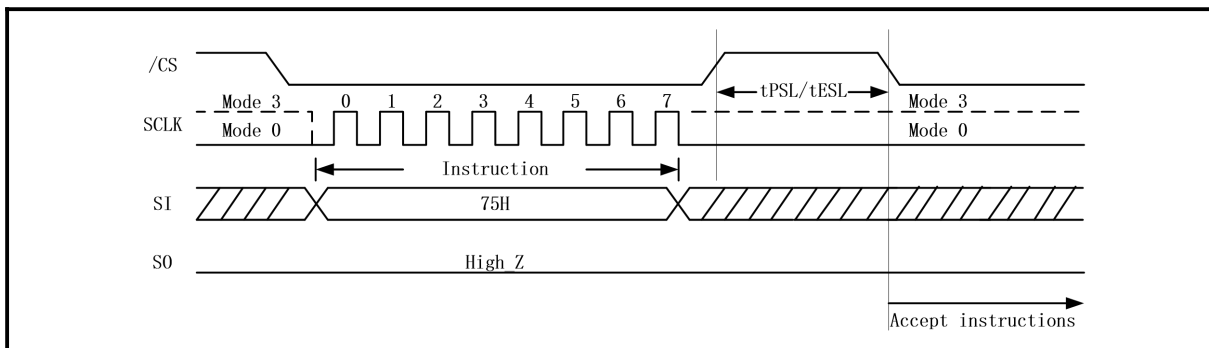 /CS
tPSL/tESL
Mode 3 0 1 2 3 4 5 6 7 Mode 3
SCLK
Mode 0 Mode 0
Instruction
SI 75H
SO High_Z
Accept instructions